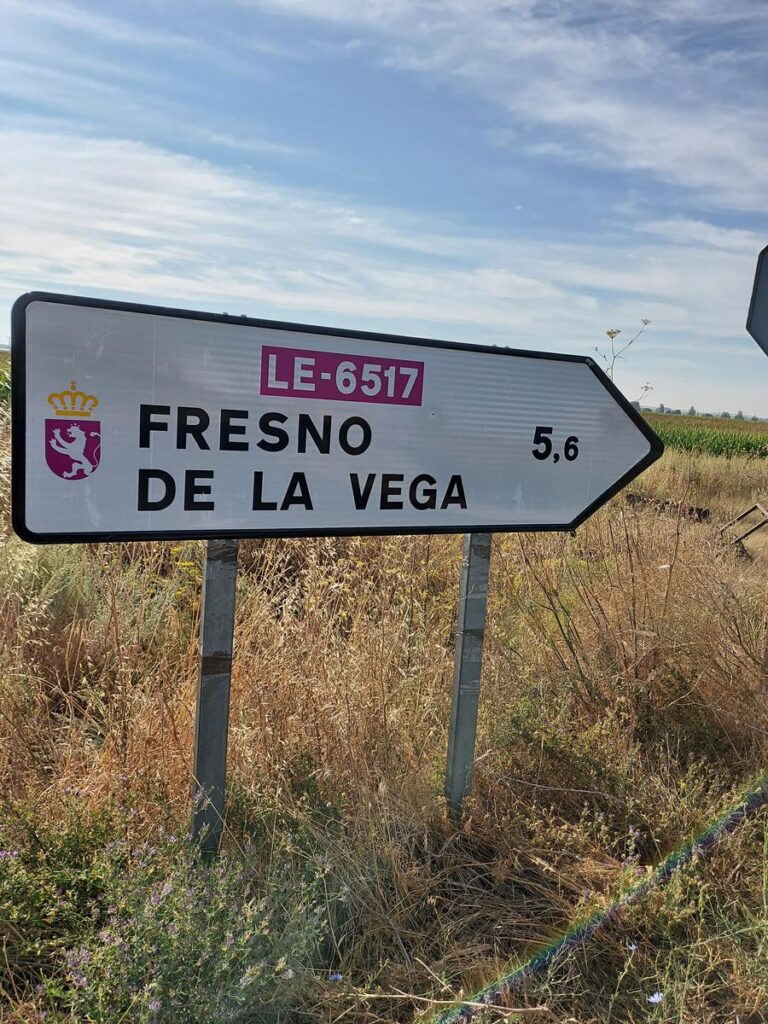 LE-6517
FRESNO
DE LA VEGA
5,6